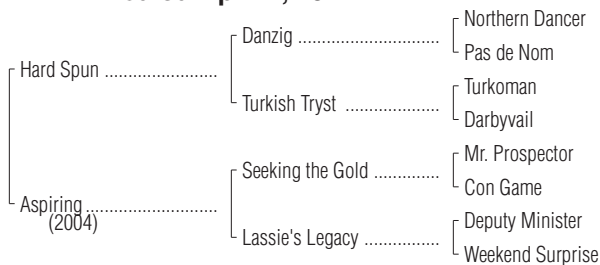 Northern Dancer
Danzig ................................
Pas de Nom
Hard Spun .........................
Turkoman
Turkish Tryst .....................
Darbyvail
Mr. Prospector
Seeking the Gold ..............
Con Game
Aspiring..............................
(2004)
Deputy Minister
Lassie's Legacy .................
Weekend Surprise